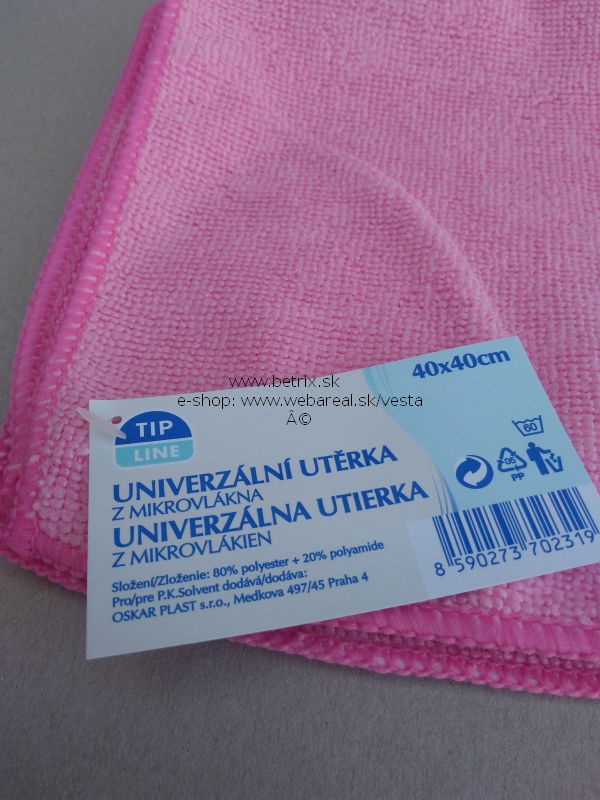 40x40cm
www.betrix.sk
e-shop: www.webareal.sk/vesta
Â©
TIP
LINE
60
UNIVERZÁLNÍ UTĚRKA
Z MIKROVLÁKNA
UNIVERZÁLNA UTIERKA
Z MIKROVLÁKIEN
05
PP
Složení/Zloženie: 80% polyester + 20% polyamide
Pro/pre P.K.Solvent dodává/dodáva:
OSKAR PLAST s.r.o., Medkova 497/45 Praha 4
8 590273 702319